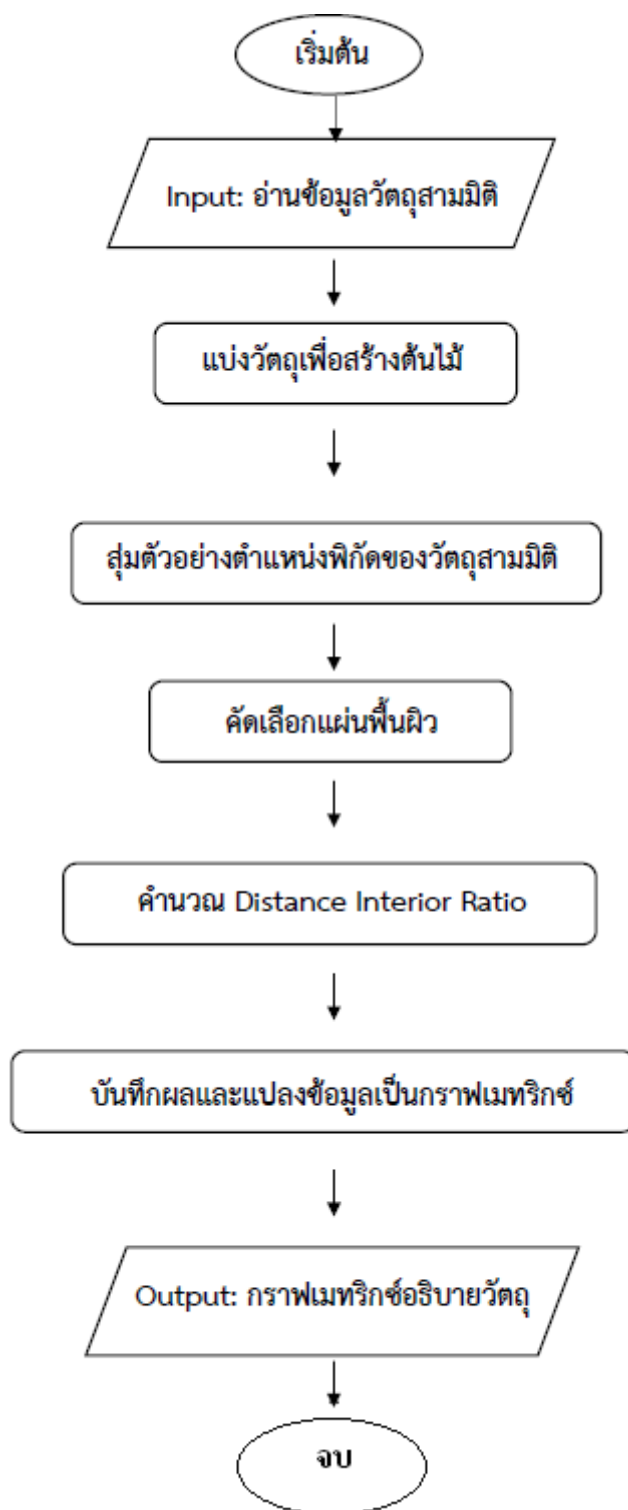 เริ่มต้น
Input: อ่านข้อมูลวัตถุสามมิติ
แบ่งวัตถุเพื่อสร้างต้นไม้
สุ่มตัวอย่างตำแหน่งพิกัดของวัตถุสามมิติ
คัดเลือกแผ่นพื้นผิว
คำนวณ Distance Interior Ratio
บันทึกผลและแปลงข้อมูลเป็นกราฟเมทริกซ์
Output: กราฟเมทริกซ์อธิบายวัตถุ
จบ